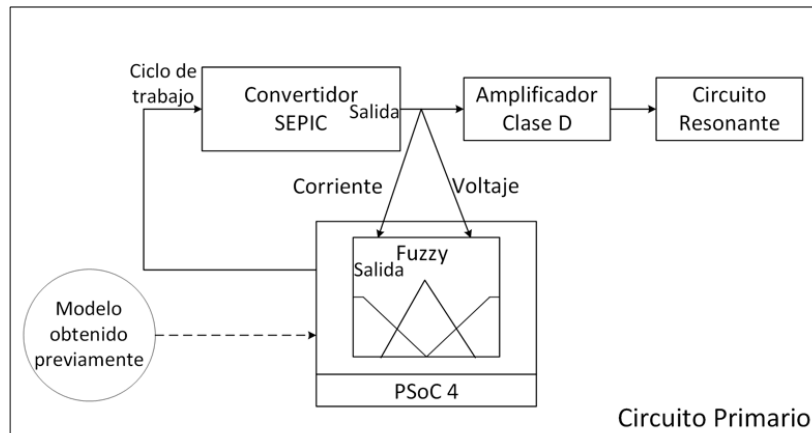 Ciclo de
trabajo
Convertidor
SEPIC
Salida
Amplificador
Clase D
Circuito
Resonante
Corriente
Voltaje
Fuzzy
Salida
Modelo
obtenido
previamente
PSoC 4
Circuito Primario